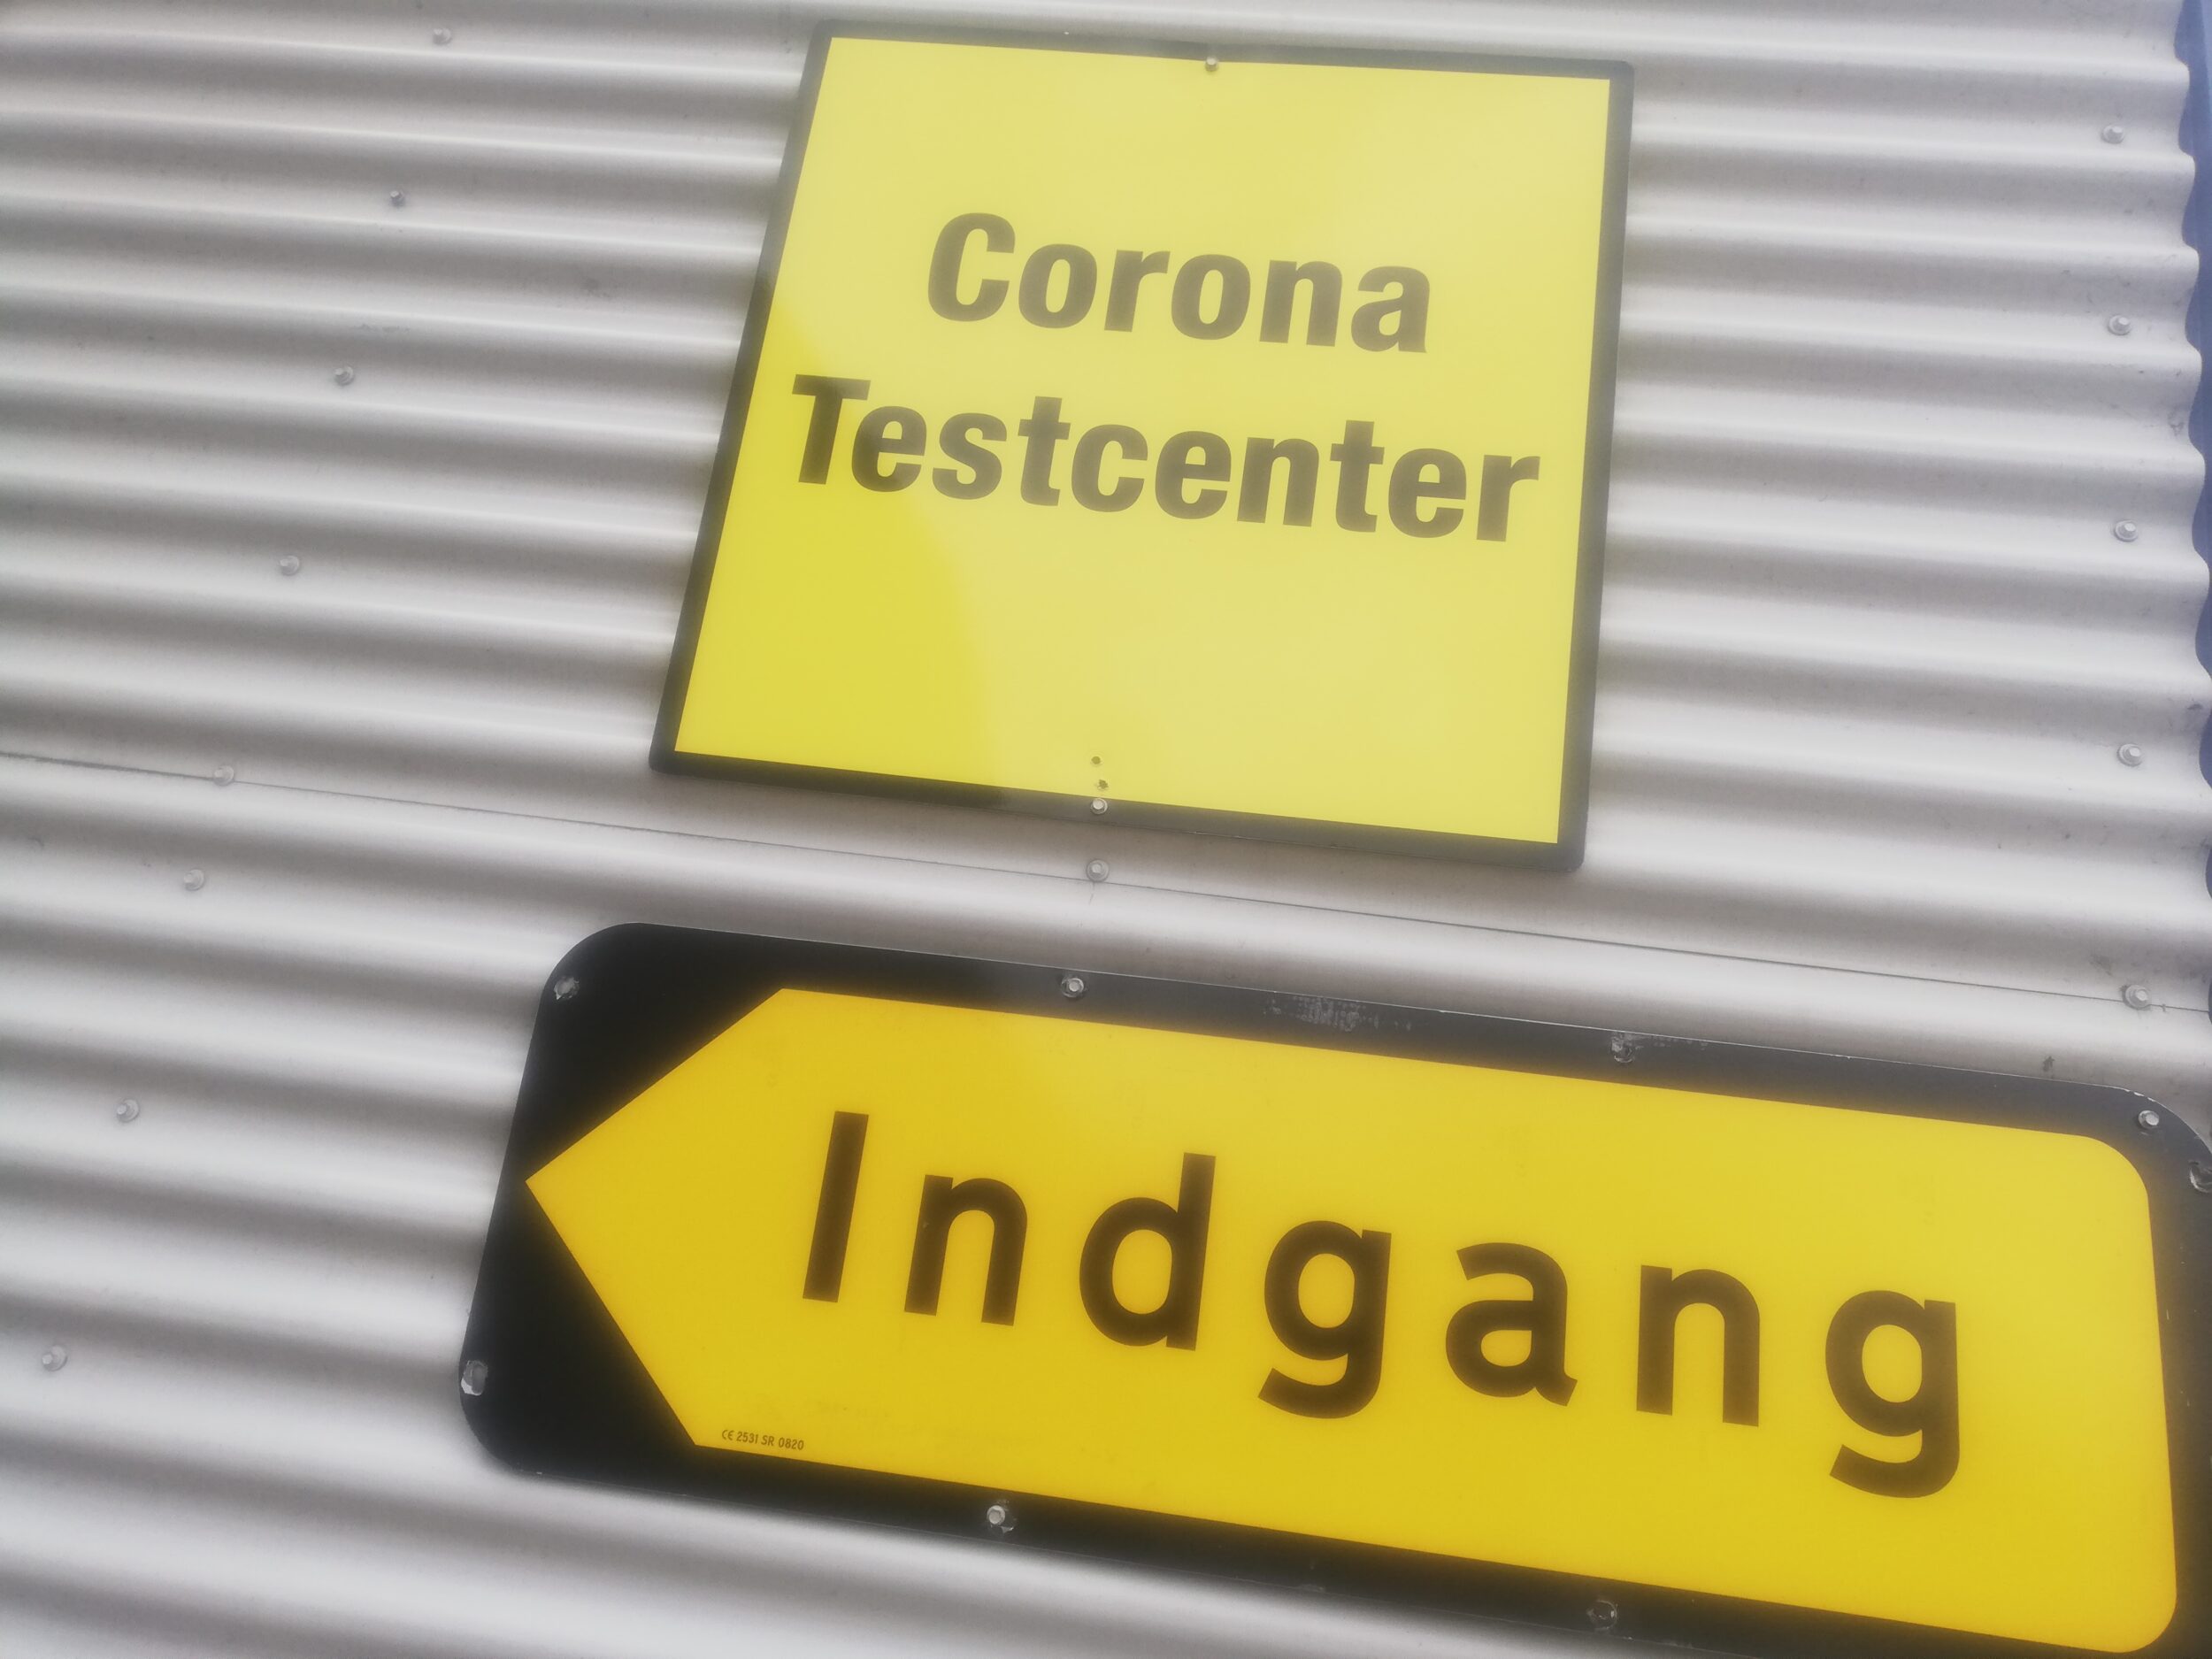 Corona
Testcenter
Indgang
CE 2531 SR 0820